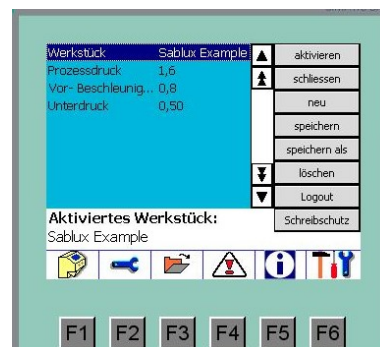 Werkstück Sablux Example
Prozessdruck 1,6
Vor- Beschleunig... 0,8
Unterdruck 0,50
aktivieren
schliessen
neu
speichern
speichern als
löschen
Logout
Schreibschutz
Aktiviertes Werkstück:
Sablux Example
F1 F2 F3 F4 F5 F6